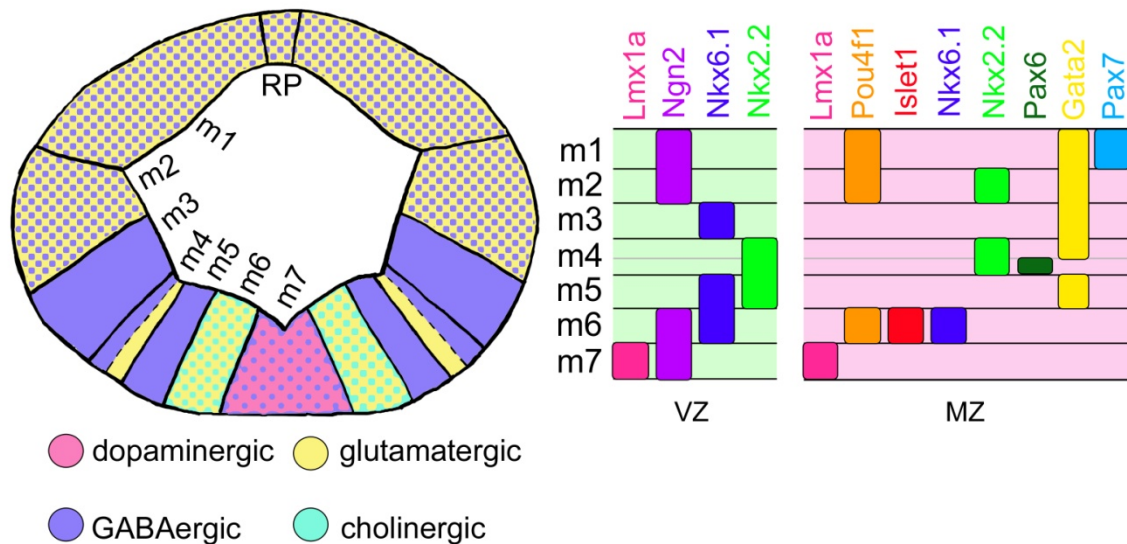 RP
m1
m2
m3
m4
m5
m6
m7
dopaminergic
glutamatergic
GABAergic
cholinergic
Lmx1a
Ngn2
Nkx6.1
Nkx2.2
Lmx1a
Pou4f1
Islet1
Nkx6.1
Nkx2.2
Pax6
Gata2
Pax7
m1
m2
m3
m4
m5
m6
m7
VZ
MZ